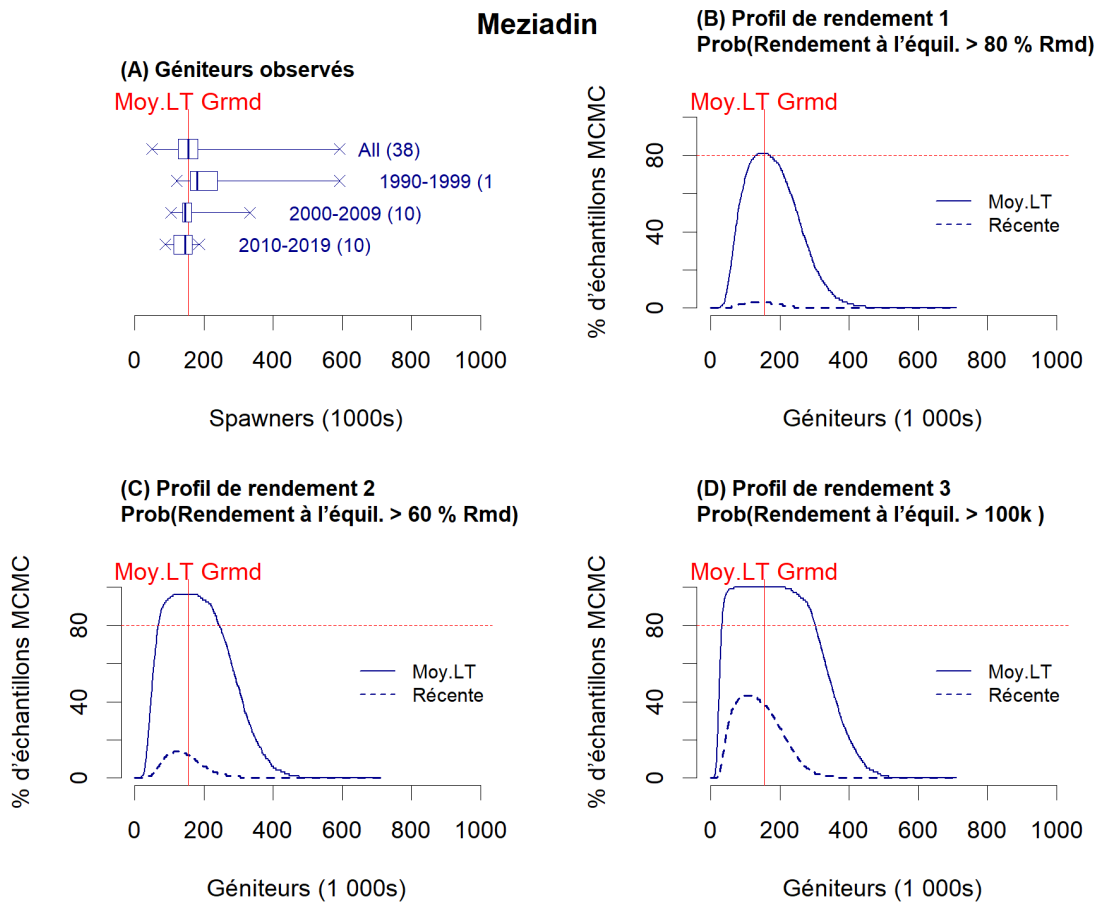 Meziadin
(A) Géniteurs observés
Moy.LT Grmd
All (38)
1990-1999 (1
2000-2009 (10)
2010-2019 (10)
0 200 400 600 800 1000
Spawners (1000s)
(B) Profil de rendement 1
Prob(Rendement à l’équil. > 80 % Rmd)
Moy.LT Grmd
% d’échantillons MCMC
80
40
0
Moy.LT
Récente
0 200 400 600 800 1000
Géniteurs (1 000s)
(C) Profil de rendement 2
Prob(Rendement à l’équil. > 60 % Rmd)
Moy.LT Grmd
% d’échantillons MCMC
80
40
0
Moy.LT
Récente
0 200 400 600 800 1000
Géniteurs (1 000s)
(D) Profil de rendement 3
Prob(Rendement à l’équil. > 100k )
Moy.LT Grmd
% d’échantillons MCMC
80
40
0
Moy.LT
Récente
0 200 400 600 800 1000
Géniteurs (1 000s)